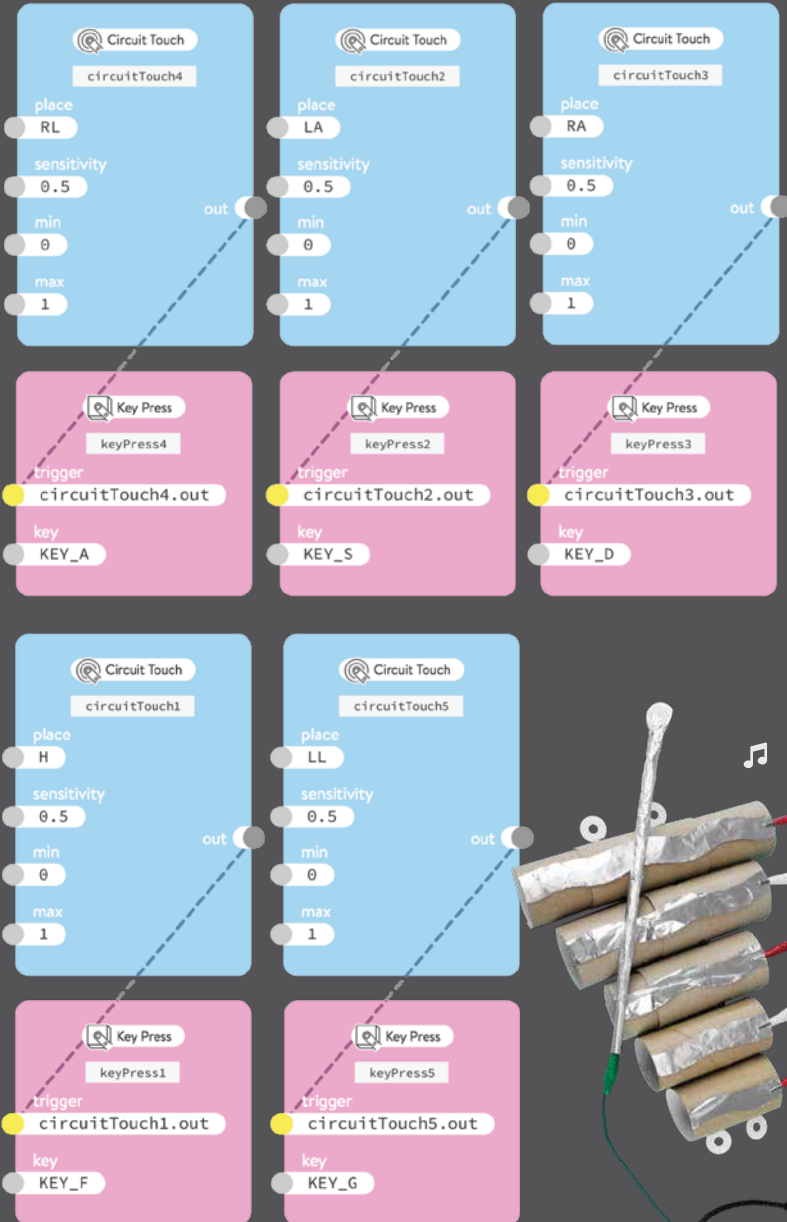 Circuit Touch
circuitTouch4
place
RL
sensitivity
0.5
out
min
0
max
1
Circuit Touch
circuitTouch2
place
LA
sensitivity
0.5
out
min
0
max
1
Circuit Touch
circuitTouch3
place
RA
sensitivity
0.5
out
min
0
max
1
Key Press
keyPress4
trigger
circuitTouch4.out
key
KEY_A
Key Press
keyPress2
trigger
circuitTouch2.out
key
KEY_S
Key Press
keyPress3
trigger
circuitTouch3.out
key
KEY_D
Circuit Touch
circuitTouch1
place
H
sensitivity
0.5
out
min
0
max
1
Circuit Touch
circuitTouch5
place
LL
sensitivity
0.5
out
min
0
max
1
Key Press
keyPress1
trigger
circuitTouch1.out
key
KEY_F
Key Press
keyPress5
trigger
circuitTouch5.out
key
KEY_G